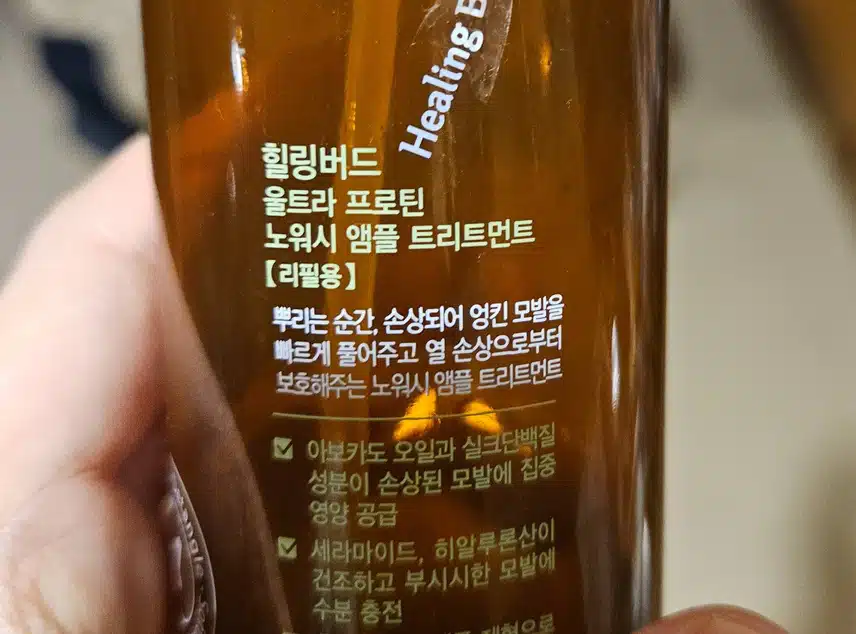 Healing B
힐링버드
울트라 프로틴
노워시 앰플 트리트먼트
【리필용】
뿌리는 순간, 손상되어 엉킨 모발을
빠르게 풀어주고 열 손상으로부터
보호해주는 노워시 앰플 트리트먼트
아보카도 오일과 실크단백질
성분이 손상된 모발에 집중
영양 공급
세라마이드, 히알루론산이
건조하고 부시시한 모발에
수분 충전